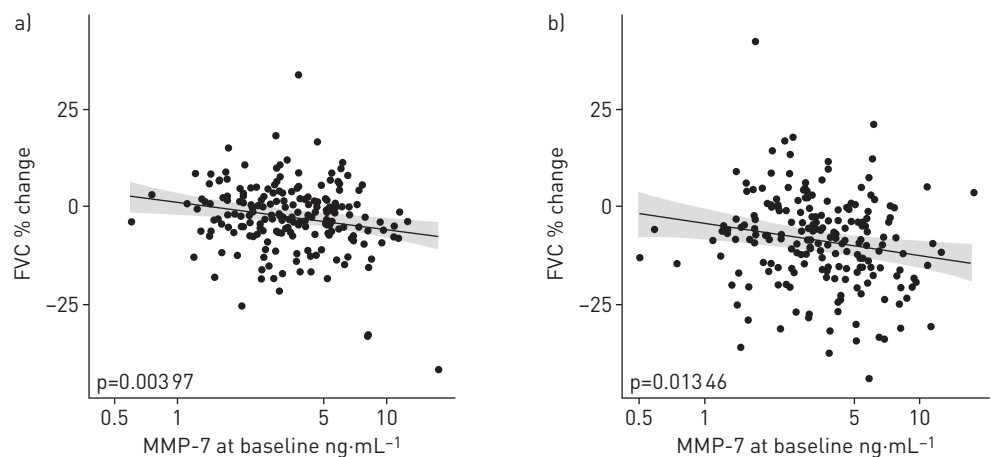 a)
25
0
−25
FVC % change
p=0.00397
0.5 1 5 10
MMP-7 at baseline ng·mL−1
b)
25
0
−25
FVC % change
p=0.01346
0.5 1 5 10
MMP-7 at baseline ng·mL−1